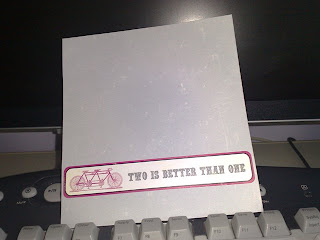 TWO IS BETTER THAN ONE